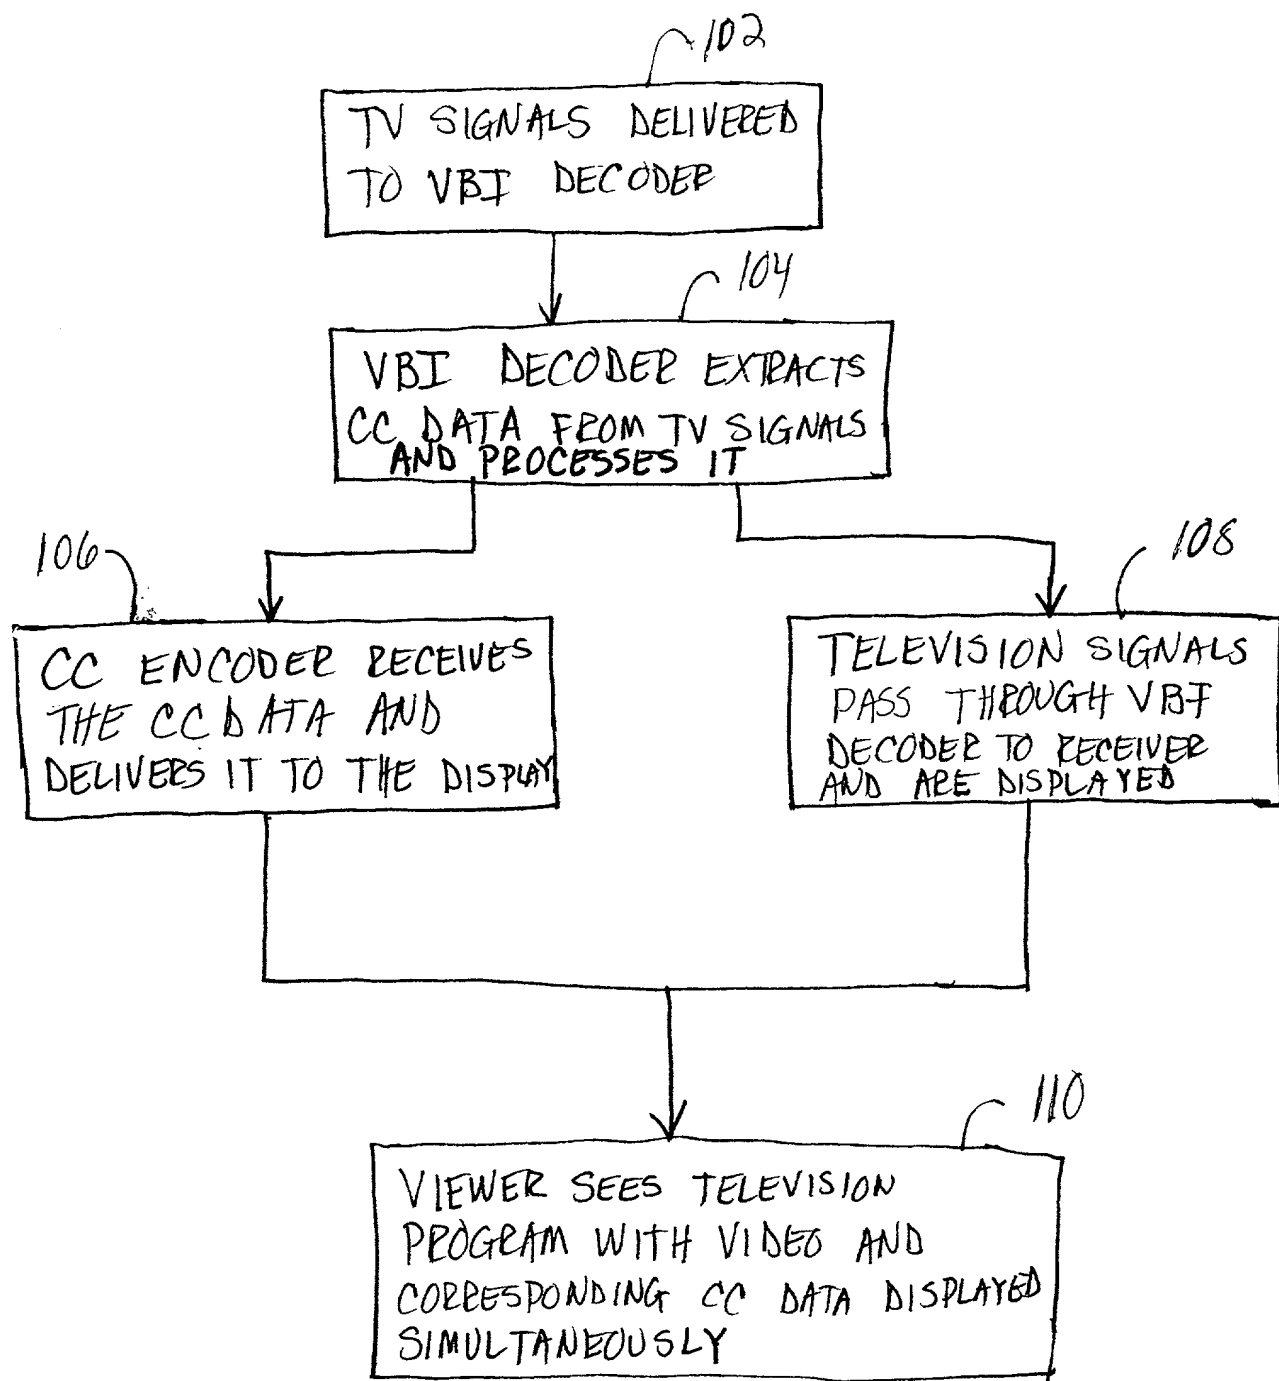 102
TV SIGNALS DELIVERED
TO VBI DECODER
104
VBI DECODER EXTRACTS
CC DATA FROM TV SIGNALS
AND PROCESSES IT
106
CC ENCODER RECEIVES
THE CC DATA AND
DELIVERS IT TO THE DISPLAY
108
TELEVISION SIGNALS
PASS THROUGH VBI
DECODER TO RECEIVER
AND ARE DISPLAYED
110
VIEWER SEES TELEVISION
PROGRAM WITH VIDEO AND
CORRESPONDING CC DATA DISPLAYED
SIMULTANEOUSLY